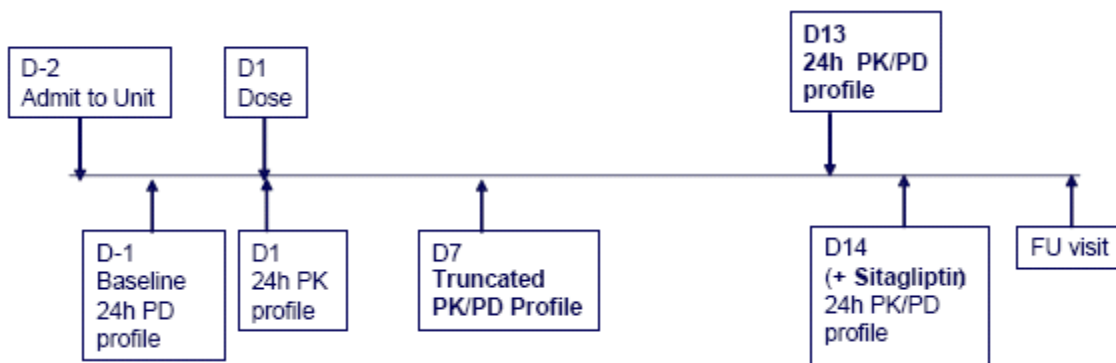 D-2
Admit to Unit
D1
Dose
D13
24h PK/PD
profile
D-1
Baseline
24h PD
profile
D1
24h PK
profile
D7
Truncated
PK/PD Profile
D14
(+ Sitagliptin)
24h PK/PD
profile
FU visit